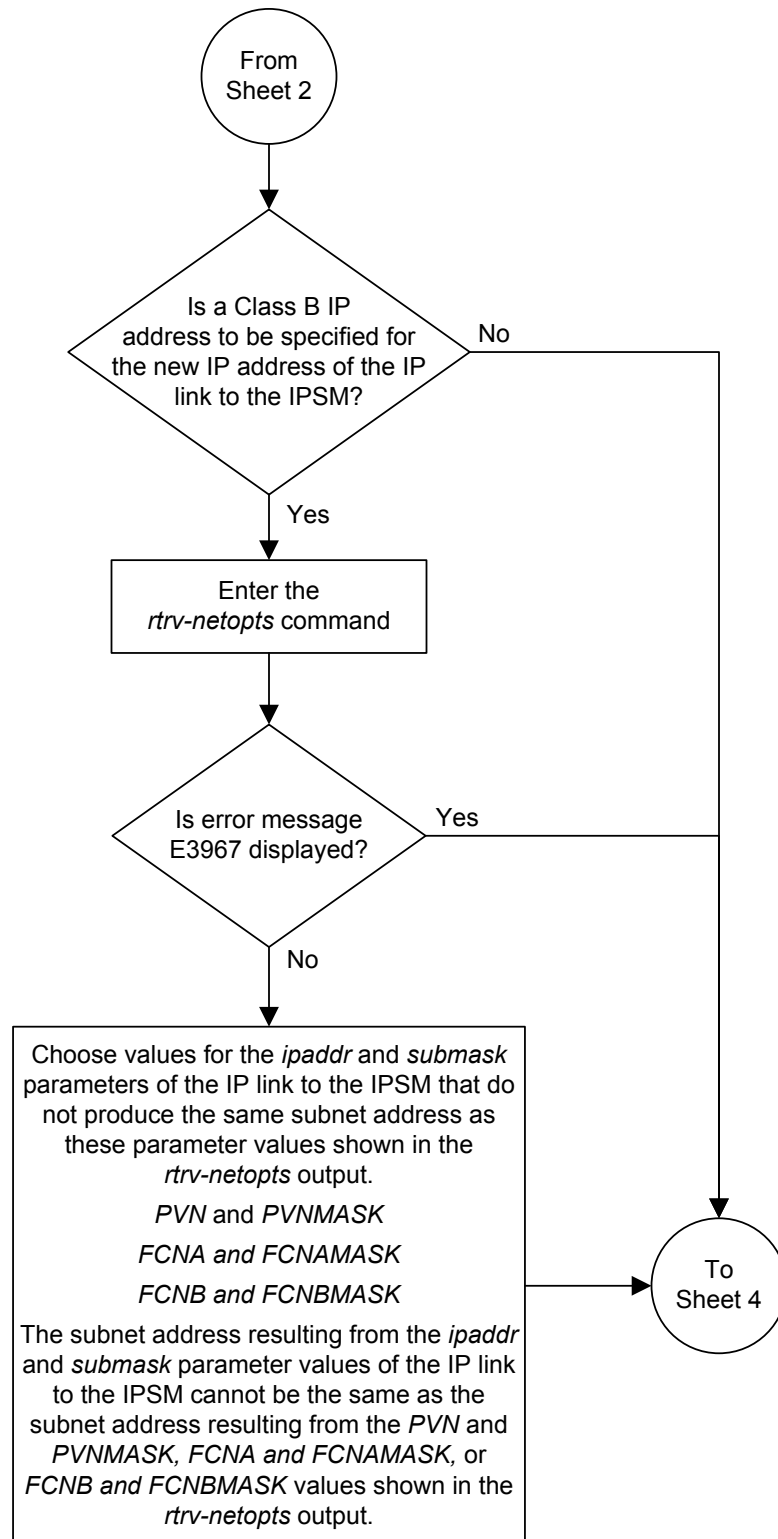 From
Sheet 2
Is a Class B IP
address to be specified for
the new IP address of the IP
link to the IPSM?
No
Yes
Enter the
rtrv-netopts command
Is error message
E3967 displayed?
Yes
No
Choose values for the ipaddr and submask
parameters of the IP link to the IPSM that do
not produce the same subnet address as
these parameter values shown in the
rtrv-netopts output.
PVN and PVNMASK
FCNA and FCNAMASK
FCNB and FCNBMASK
The subnet address resulting from the ipaddr
and submask parameter values of the IP link
to the IPSM cannot be the same as the
subnet address resulting from the PVN and
PVNMASK, FCNA and FCNAMASK, or
FCNB and FCNBMASK values shown in the
rtrv-netopts output.
To
Sheet 4